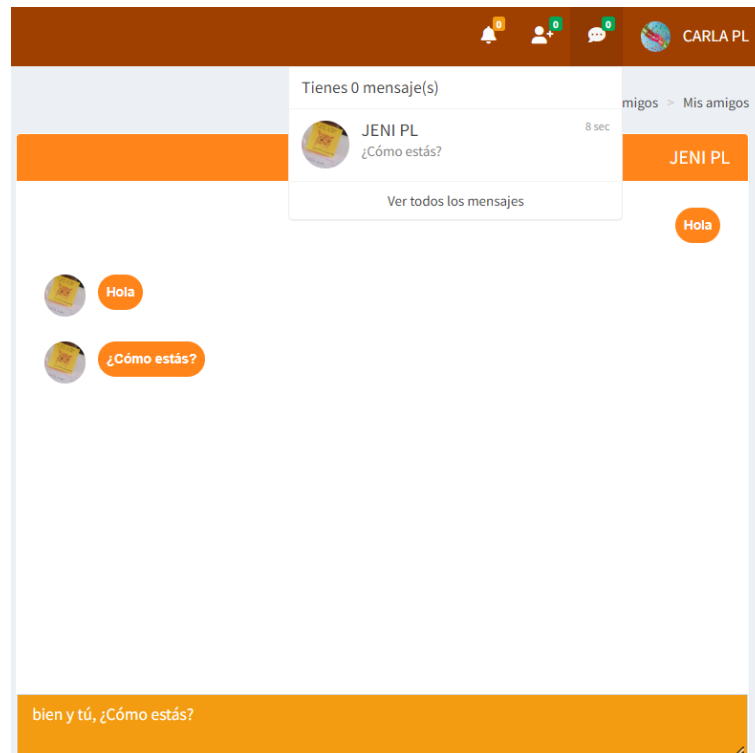 0
0
0
CARLA PL
Tienes 0 mensaje(s)
migos > Mis amigos
JENI PL
8 sec
¿Cómo estás?
Ver todos los mensajes
JENI PL
Hola
Hola
¿Cómo estás?
bien y tú, ¿Cómo estás?